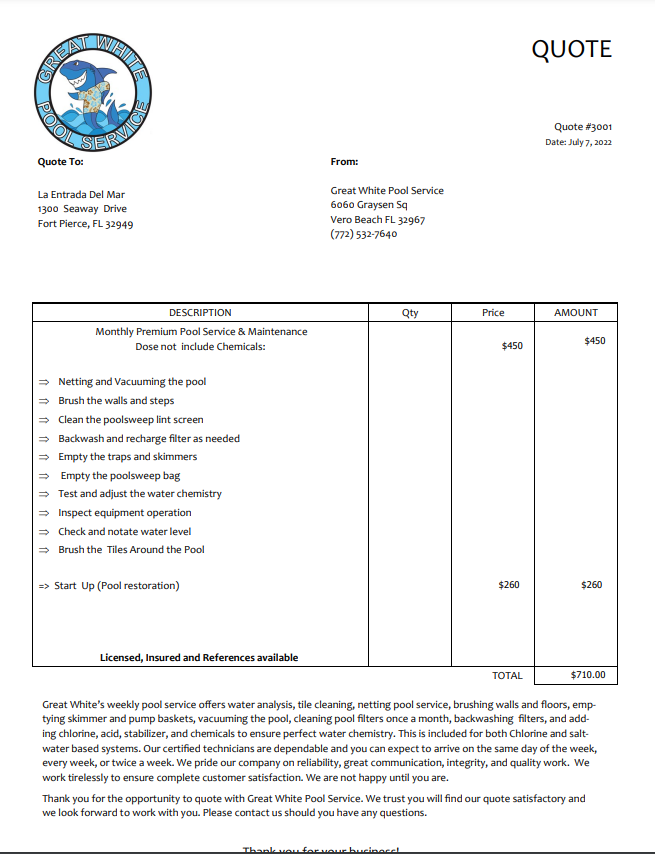 GREAT WHITE
POOL SERVICE
QUOTE
Quote #3001
Date: July 7, 2022
Quote To:
La Entrada Del Mar
1300 Seaway Drive
Fort Pierce, FL 32949
From:
Great White Pool Service
6060 Graysen Sq
Vero Beach FL 32967
(772) 532-7640
DESCRIPTION Qty Price AMOUNT
Monthly Premium Pool Service & Maintenance
Dose not include Chemicals: $450 $450
⇒ Netting and Vacuuming the pool
⇒ Brush the walls and steps
⇒ Clean the poolsweep lint screen
⇒ Backwash and recharge filter as needed
⇒ Empty the traps and skimmers
⇒ Empty the poolsweep bag
⇒ Test and adjust the water chemistry
⇒ Inspect equipment operation
⇒ Check and notate water level
⇒ Brush the Tiles Around the Pool
=> Start Up (Pool restoration) $260 $260
Licensed, Insured and References available
TOTAL $710.00
Great White's weekly pool service offers water analysis, tile cleaning, netting pool service, brushing walls and floors, emp-
tying skimmer and pump baskets, vacuuming the pool, cleaning pool filters once a month, backwashing filters, and add-
ing chlorine, acid, stabilizer, and chemicals to ensure perfect water chemistry. This is included for both Chlorine and salt-
water based systems. Our certified technicians are dependable and you can expect to arrive on the same day of the week,
every week, or twice a week. We pride our company on reliability, great communication, integrity, and quality work. We
work tirelessly to ensure complete customer satisfaction. We are not happy until you are.
Thank you for the opportunity to quote with Great White Pool Service. We trust you will find our quote satisfactory and
we look forward to work with you. Please contact us should you have any questions.
Thank you for your business!